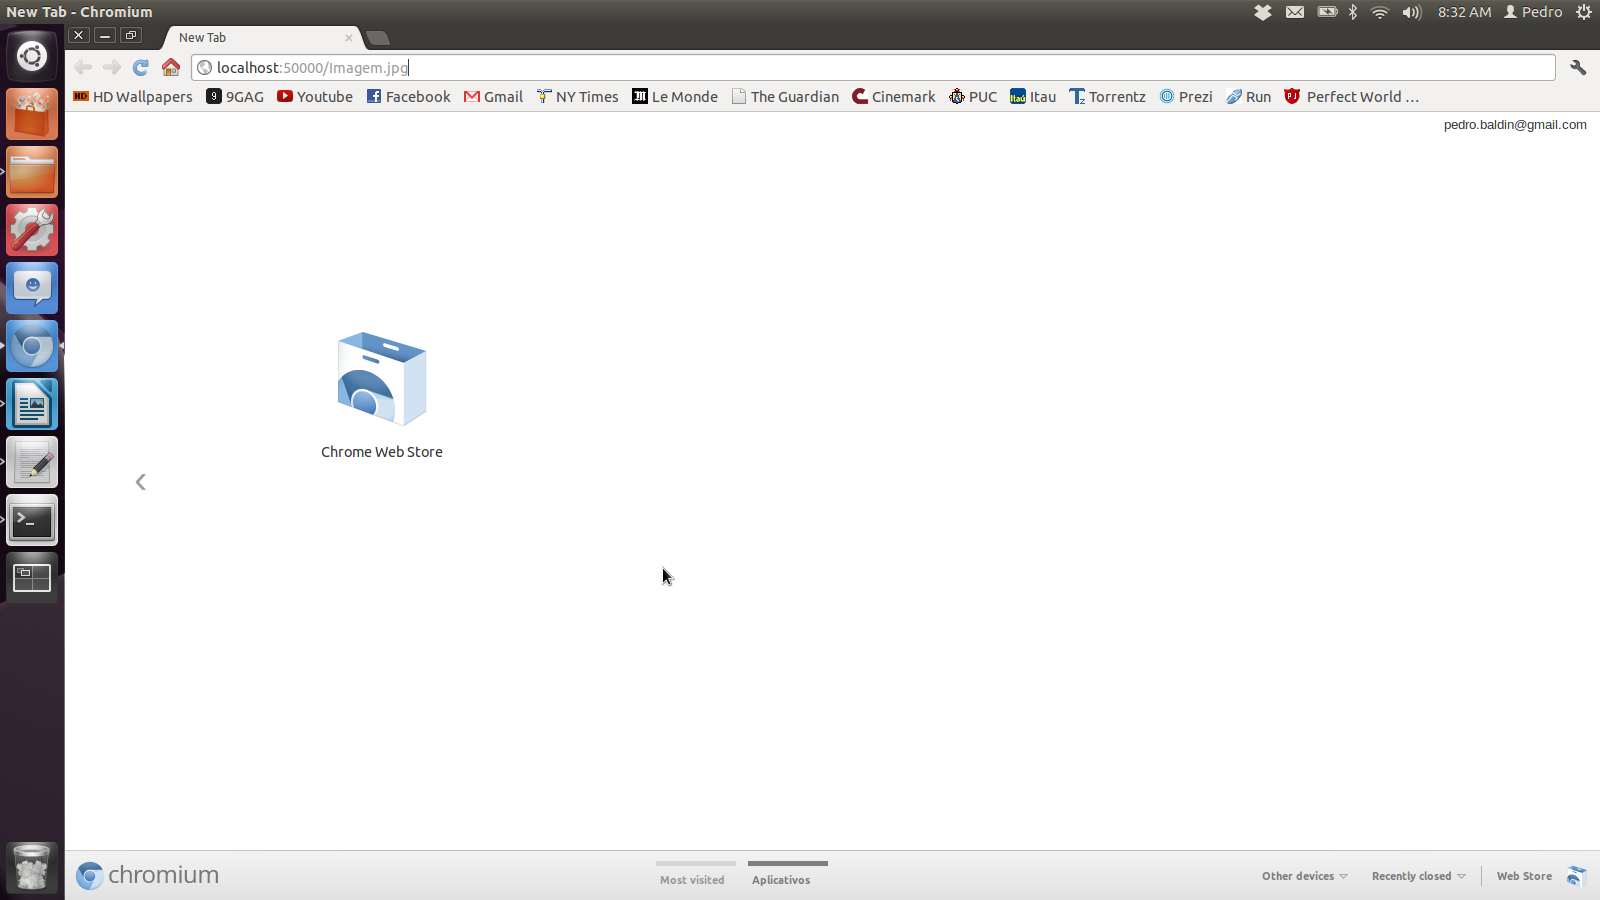 New Tab - Chromium
8:32 AM Pedro
New Tab
localhost:50000/Imagem.jpg
HD Wallpapers 9GAG Youtube Facebook Gmail NY Times Le Monde The Guardian Cinemark PUC Itau Torrentz Prezi Run Perfect World ...
pedro.baldin@gmail.com
Chrome Web Store
chromium
Most visited Aplicativos
Other devices Recently closed Web Store